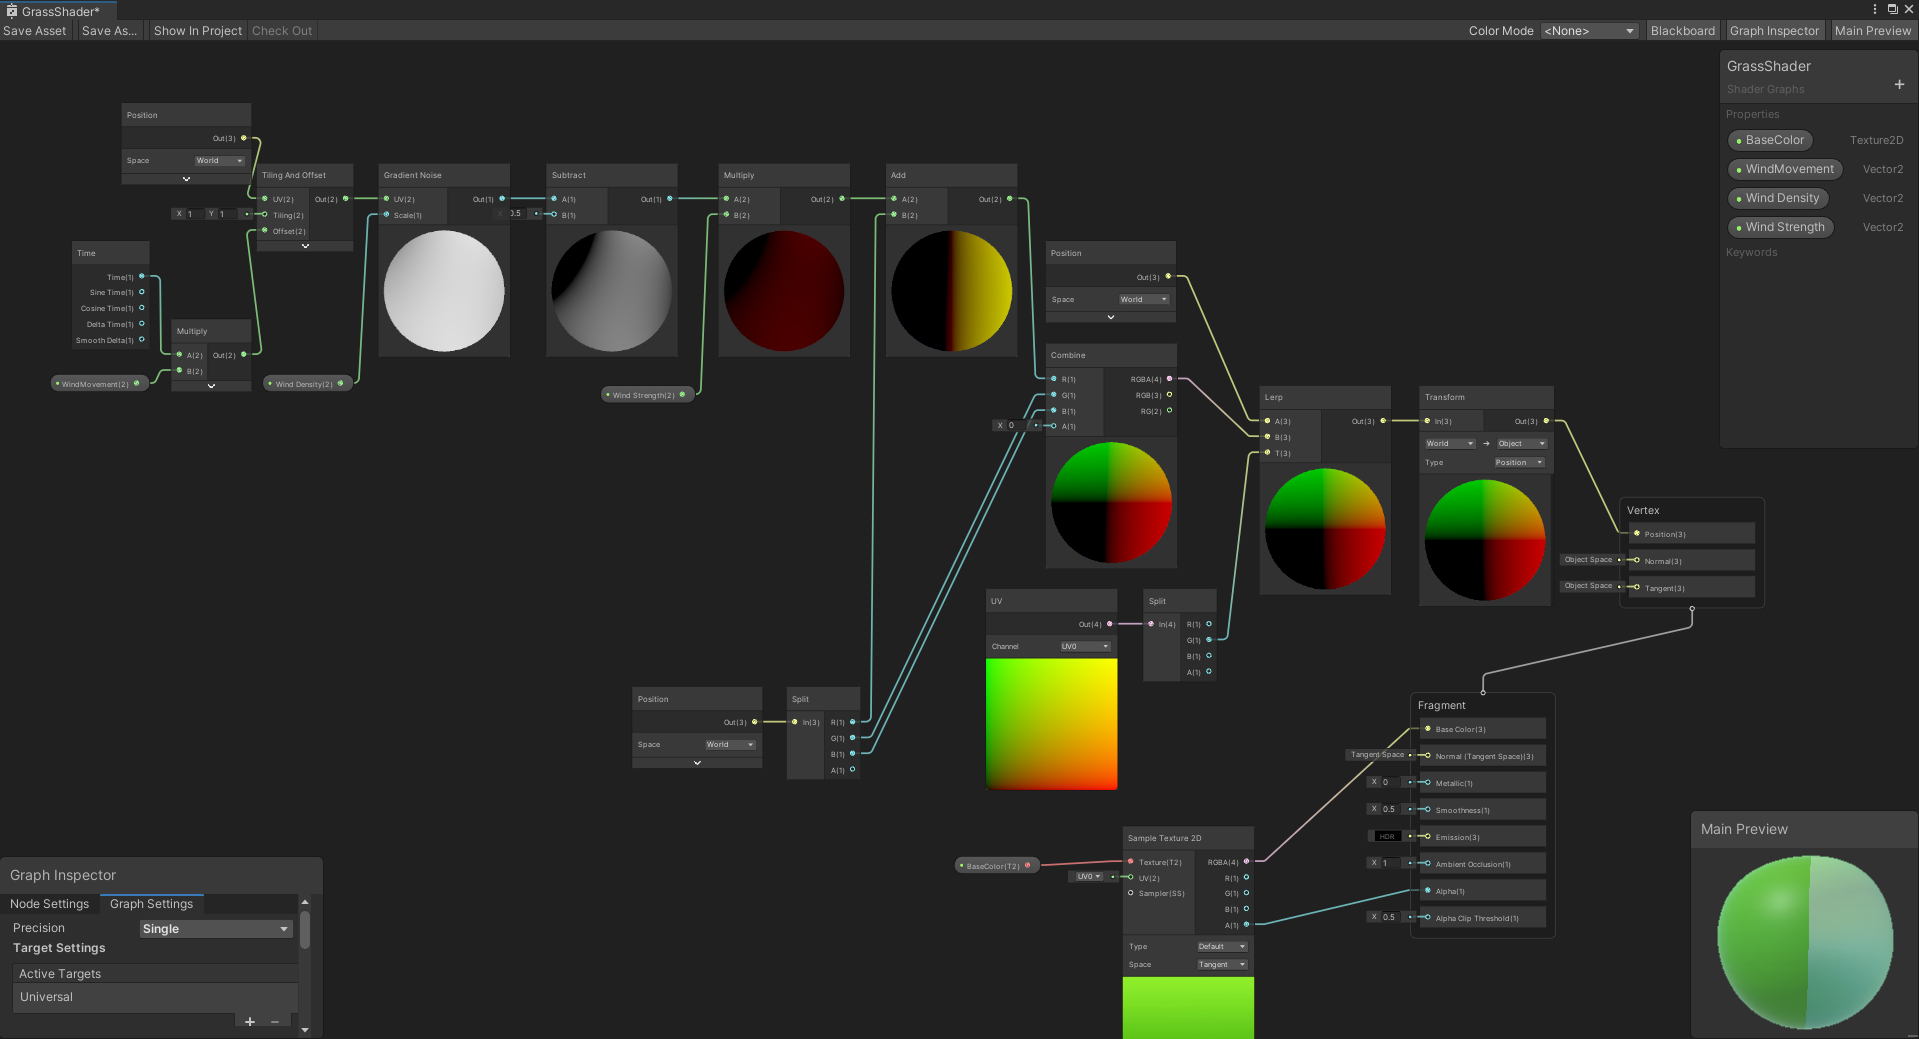 GrassShader*
Save Asset
Save As...
Show In Project
Check Out
Color Mode
<None>
Blackboard
Graph Inspector
Main Preview
GrassShader
Shader Graphs
+
Properties
BaseColor Texture2D
WindMovement Vector2
Wind Density Vector2
Wind Strength Vector2
Keywords
Position
Out(3)
Space World
Tiling And Offset
UV(2) Out(2)
X 1 Y 1 Tiling(2)
Offset(2)
Time
Time(1)
Sine Time(1)
Cosine Time(1)
Delta Time(1)
Smooth Delta(1)
Multiply
A(2) Out(2)
B(2)
WindMovement(2)
Wind Density(2)
Gradient Noise
UV(2) Out(1)
Scale(1)
Subtract
A(1) Out(1)
X 0.5 B(1)
Multiply
A(2) Out(2)
B(2)
Wind Strength(2)
Add
A(2) Out(2)
B(2)
Position
Out(3)
Space World
Combine
R(1) RGBA(4)
G(1) RGB(3)
B(1) RG(2)
X 0 A(1)
Lerp
A(3) Out(3)
B(3)
T(3)
Transform
In(3) Out(3)
World → Object
Type Position
Vertex
Position(3)
Object Space Normal(3)
Object Space Tangent(3)
UV
Out(4)
Channel UV0
Split
In(4) R(1)
G(1)
B(1)
A(1)
Position
Out(3)
Space World
Split
In(3) R(1)
G(1)
B(1)
A(1)
Fragment
Base Color(3)
Tangent Space Normal (Tangent Space)(3)
X 0 Metallic(1)
X 0.5 Smoothness(1)
HDR Emission(3)
X 1 Ambient Occlusion(1)
Alpha(1)
X 0.5 Alpha Clip Threshold(1)
BaseColor(T2)
Sample Texture 2D
Texture(T2) RGBA(4)
UV0 UV(2) R(1)
Sampler(SS) G(1)
B(1)
A(1)
Type Default
Space Tangent
Graph Inspector
Node Settings Graph Settings
Precision Single
Target Settings
Active Targets
Universal
+ −
Main Preview